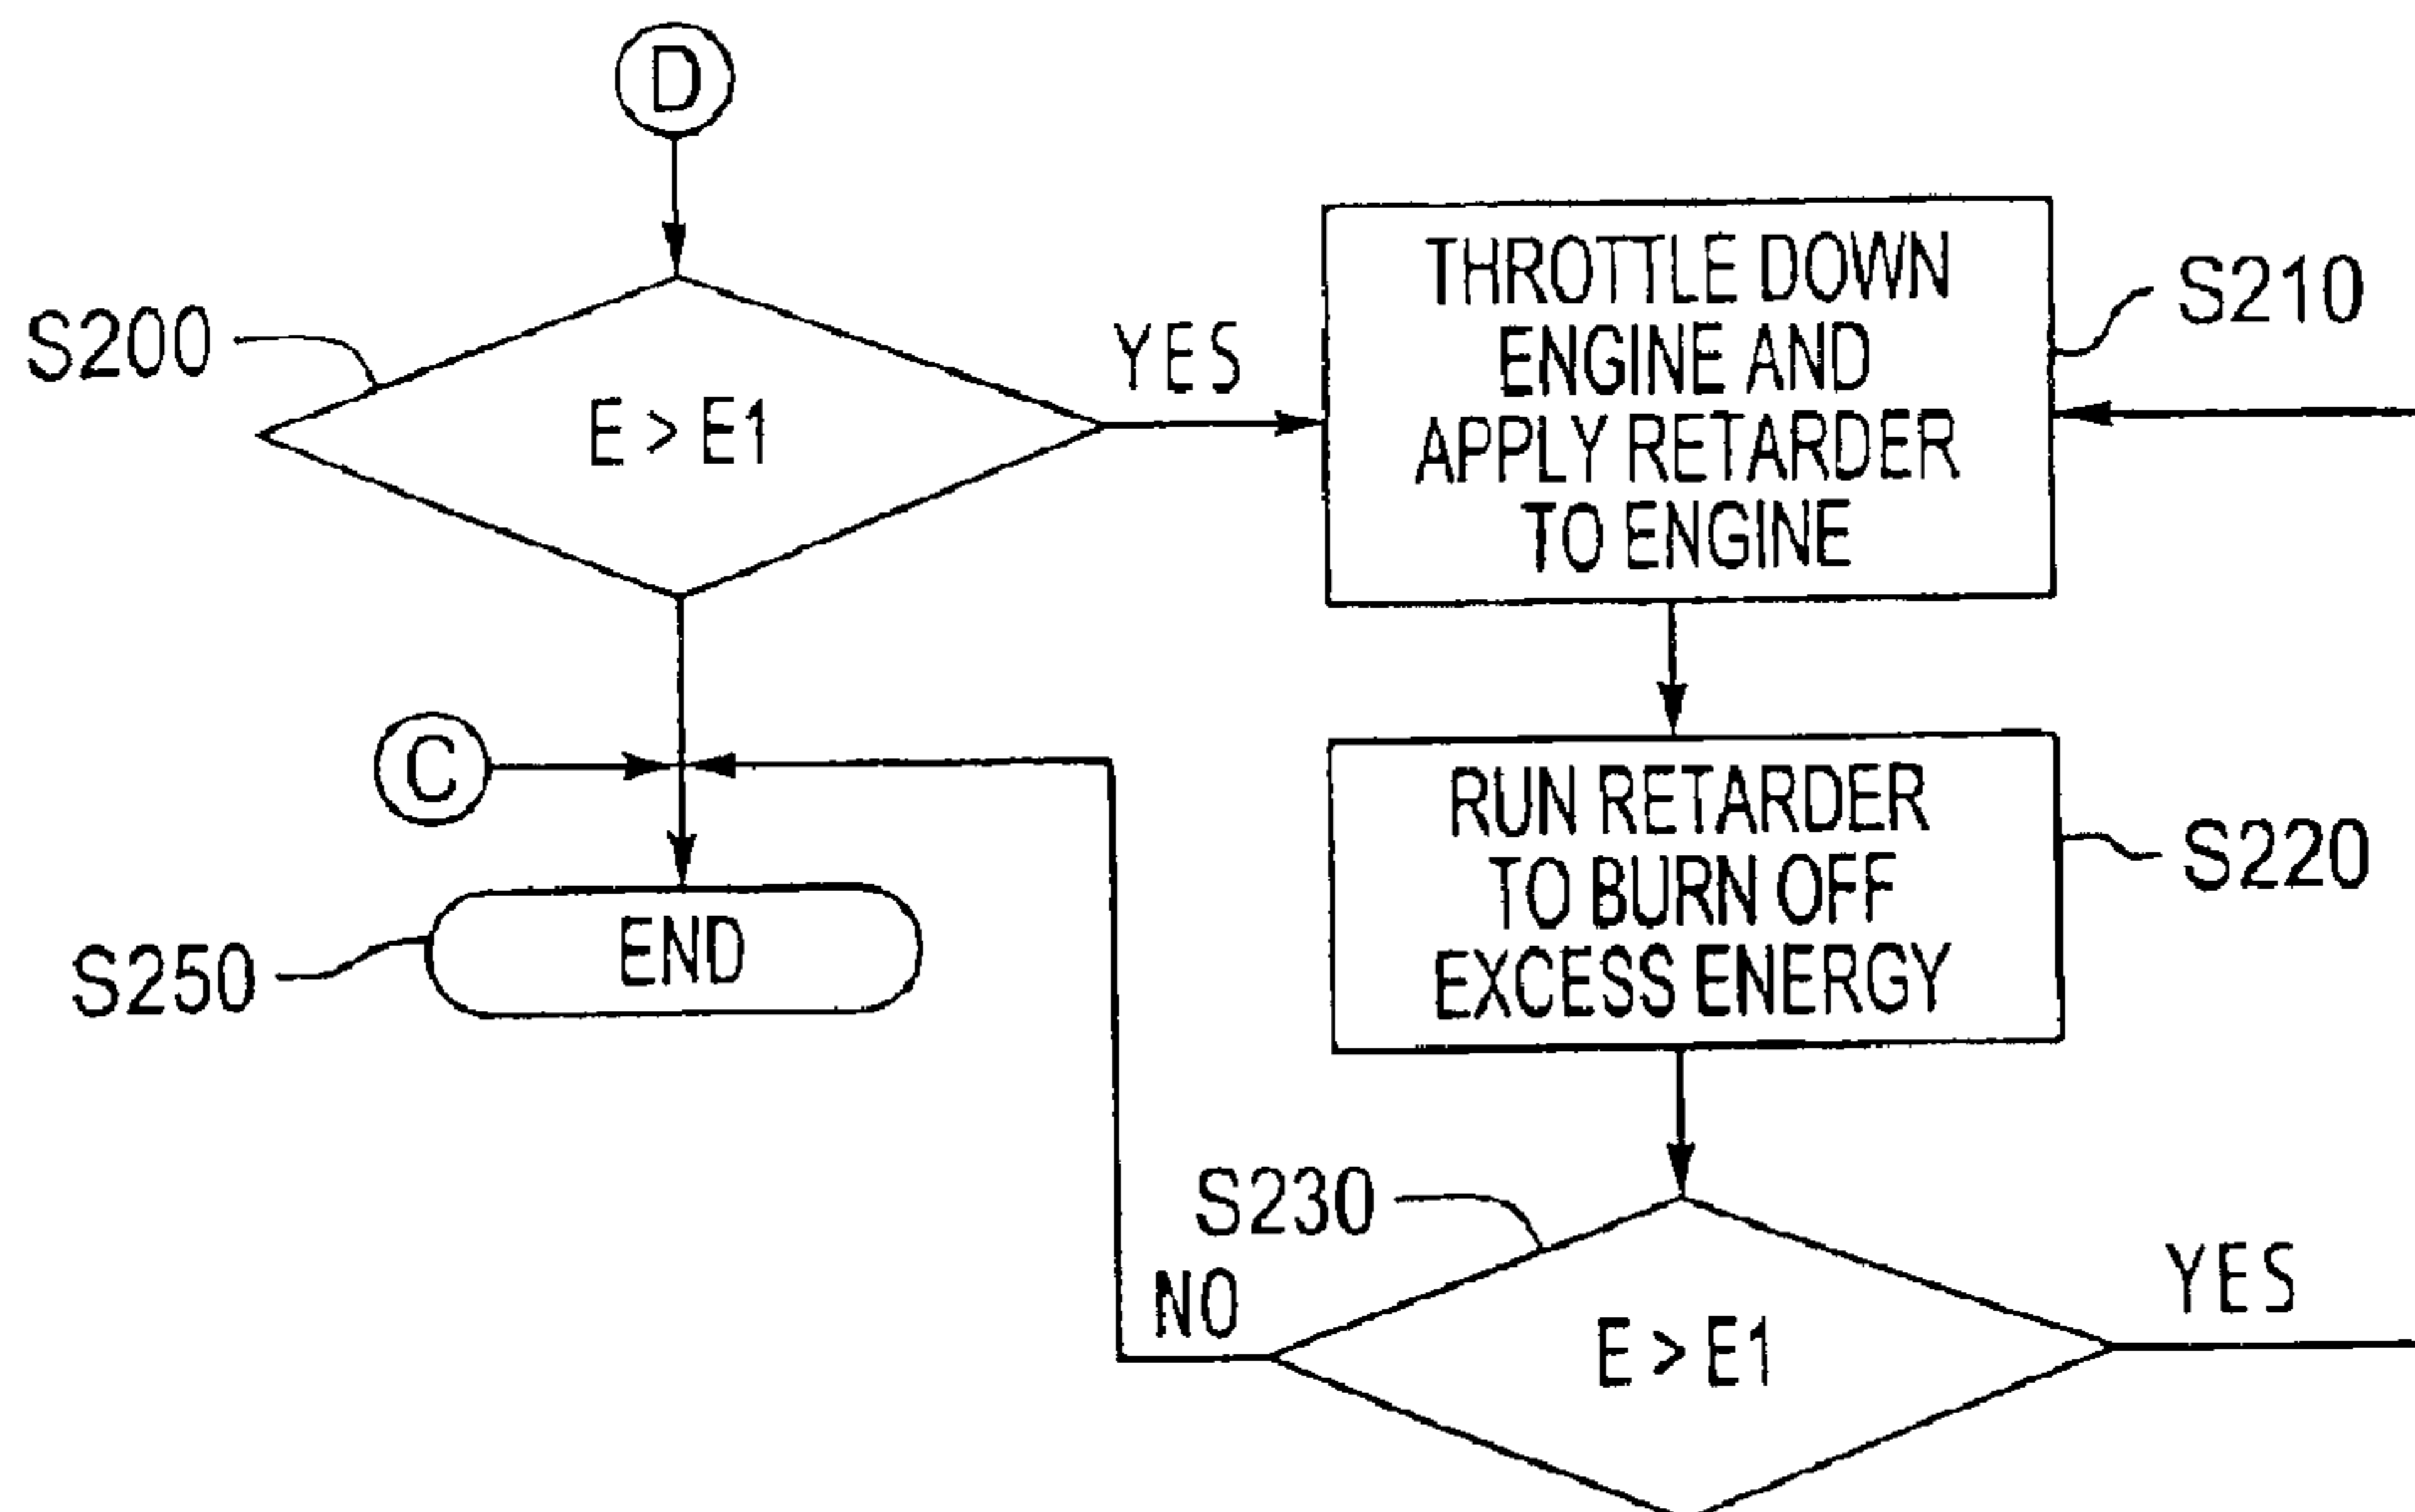 D
S200
E > E1
YES
THROTTLE DOWN
ENGINE AND
APPLY RETARDER
TO ENGINE
S210
C
RUN RETARDER
TO BURN OFF
EXCESS ENERGY
S220
END
S250
S230
NO
E > E1
YES